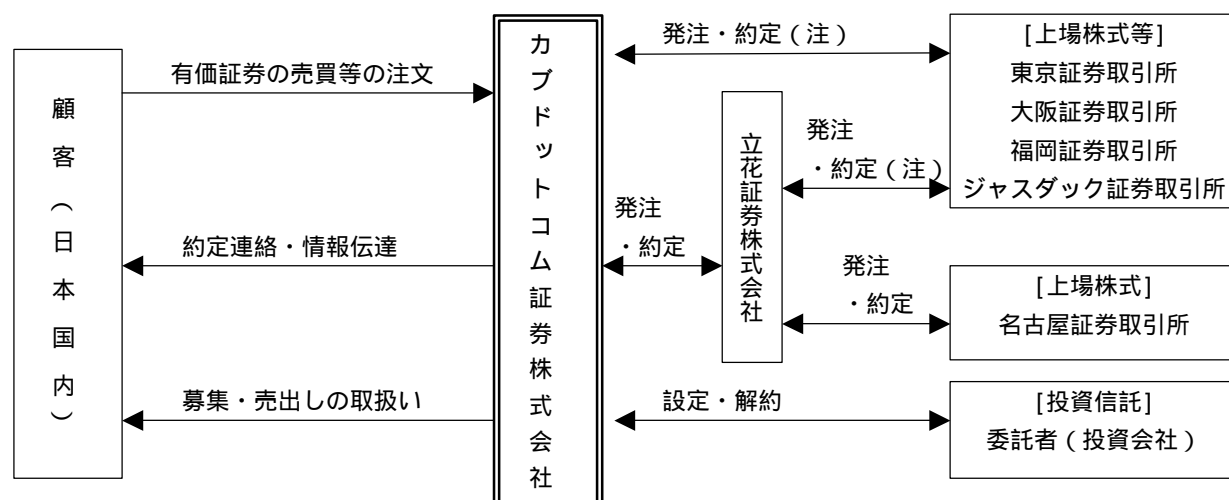 顧客（日本国内）
有価証券の売買等の注文
約定連絡・情報伝達
募集・売出しの取扱い
カブドットコム証券株式会社
発注・約定（注）
発注
・約定
立花証券株式会社
発注
・約定（注）
発注
・約定
設定・解約
[上場株式等]
東京証券取引所
大阪証券取引所
福岡証券取引所
ジャスダック証券取引所
[上場株式]
名古屋証券取引所
[投資信託]
委託者（投資会社）